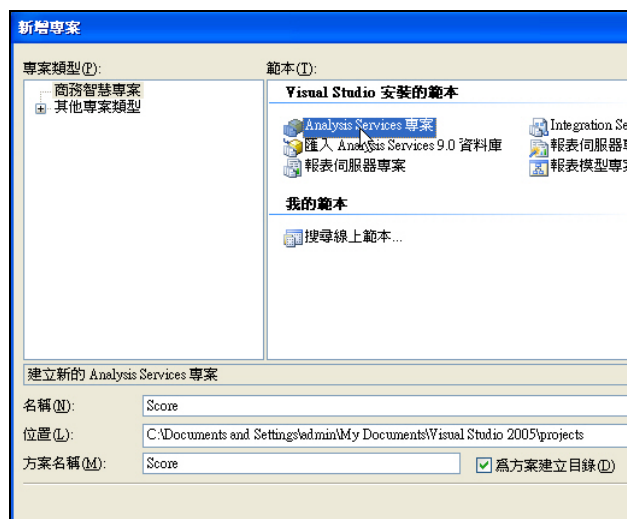 新增專案
專案類型(P):
範本(T):
商務智慧專案
其他專案類型
Visual Studio 安裝的範本
Analysis Services 專案
匯入 Analysis Services 9.0 資料庫
報表伺服器專案
Integration Se
報表伺服器專
報表模型專案
我的範本
搜尋線上範本...
建立新的 Analysis Services 專案
名稱(N): Score
位置(L): C:\Documents and Settings\admin\My Documents\Visual Studio 2005\projects
方案名稱(M): Score 為方案建立目錄(D)